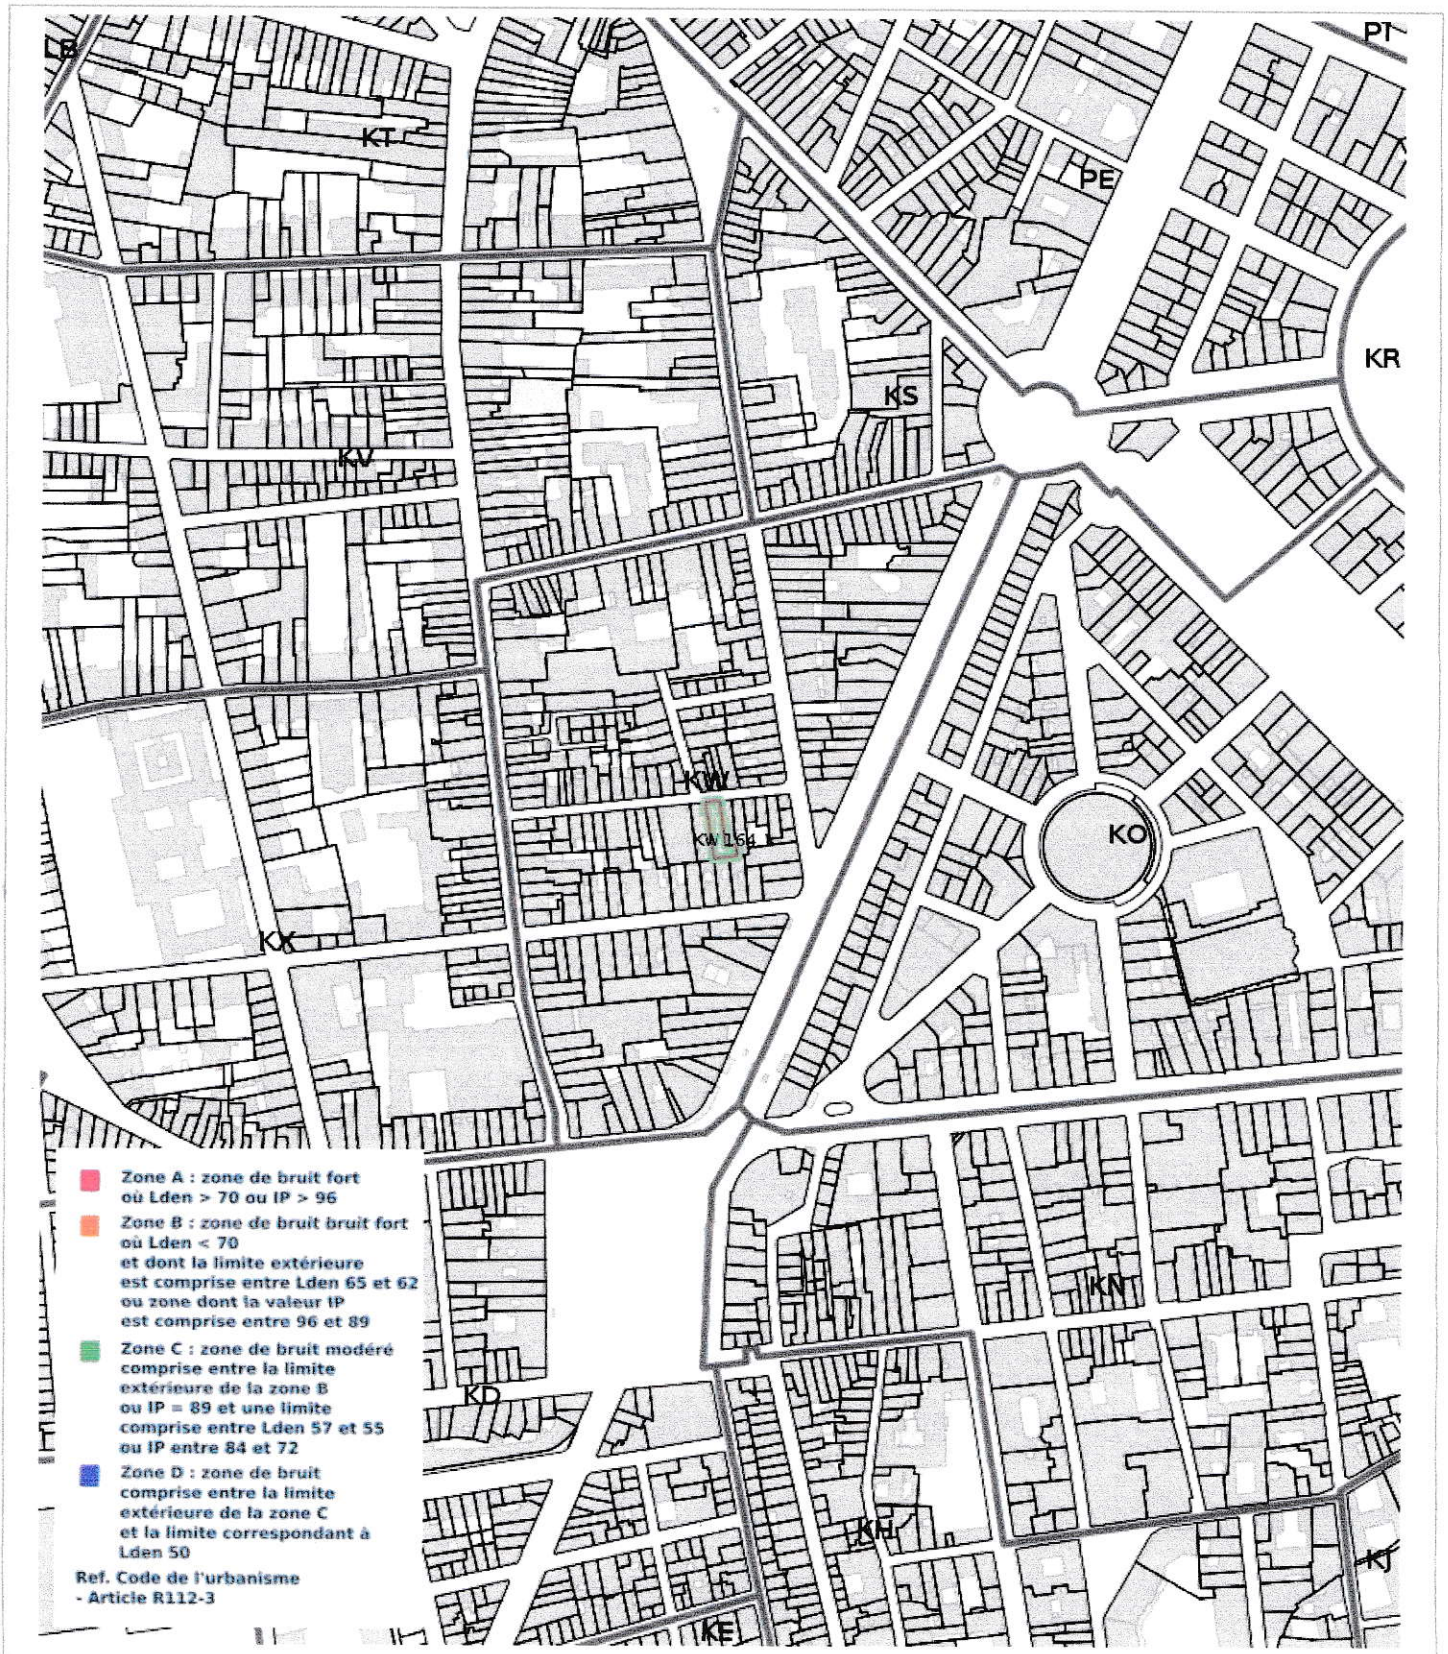 LB
PI
KT
PE
KR
KS
KV
KW
KW 164
KO
KX
Zone A : zone de bruit fort
où Lden > 70 ou IP > 96
Zone B : zone de bruit bruit fort
où Lden < 70
et dont la limite extérieure
est comprise entre Lden 65 et 62
ou zone dont la valeur IP
est comprise entre 96 et 89
Zone C : zone de bruit modéré
comprise entre la limite
extérieure de la zone B
ou IP = 89 et une limite
comprise entre Lden 57 et 55
ou IP entre 84 et 72
Zone D : zone de bruit
comprise entre la limite
extérieure de la zone C
et la limite correspondant à
Lden 50
Ref. Code de l'urbanisme
- Article R112-3
KN
KD
KH
KJ
KE